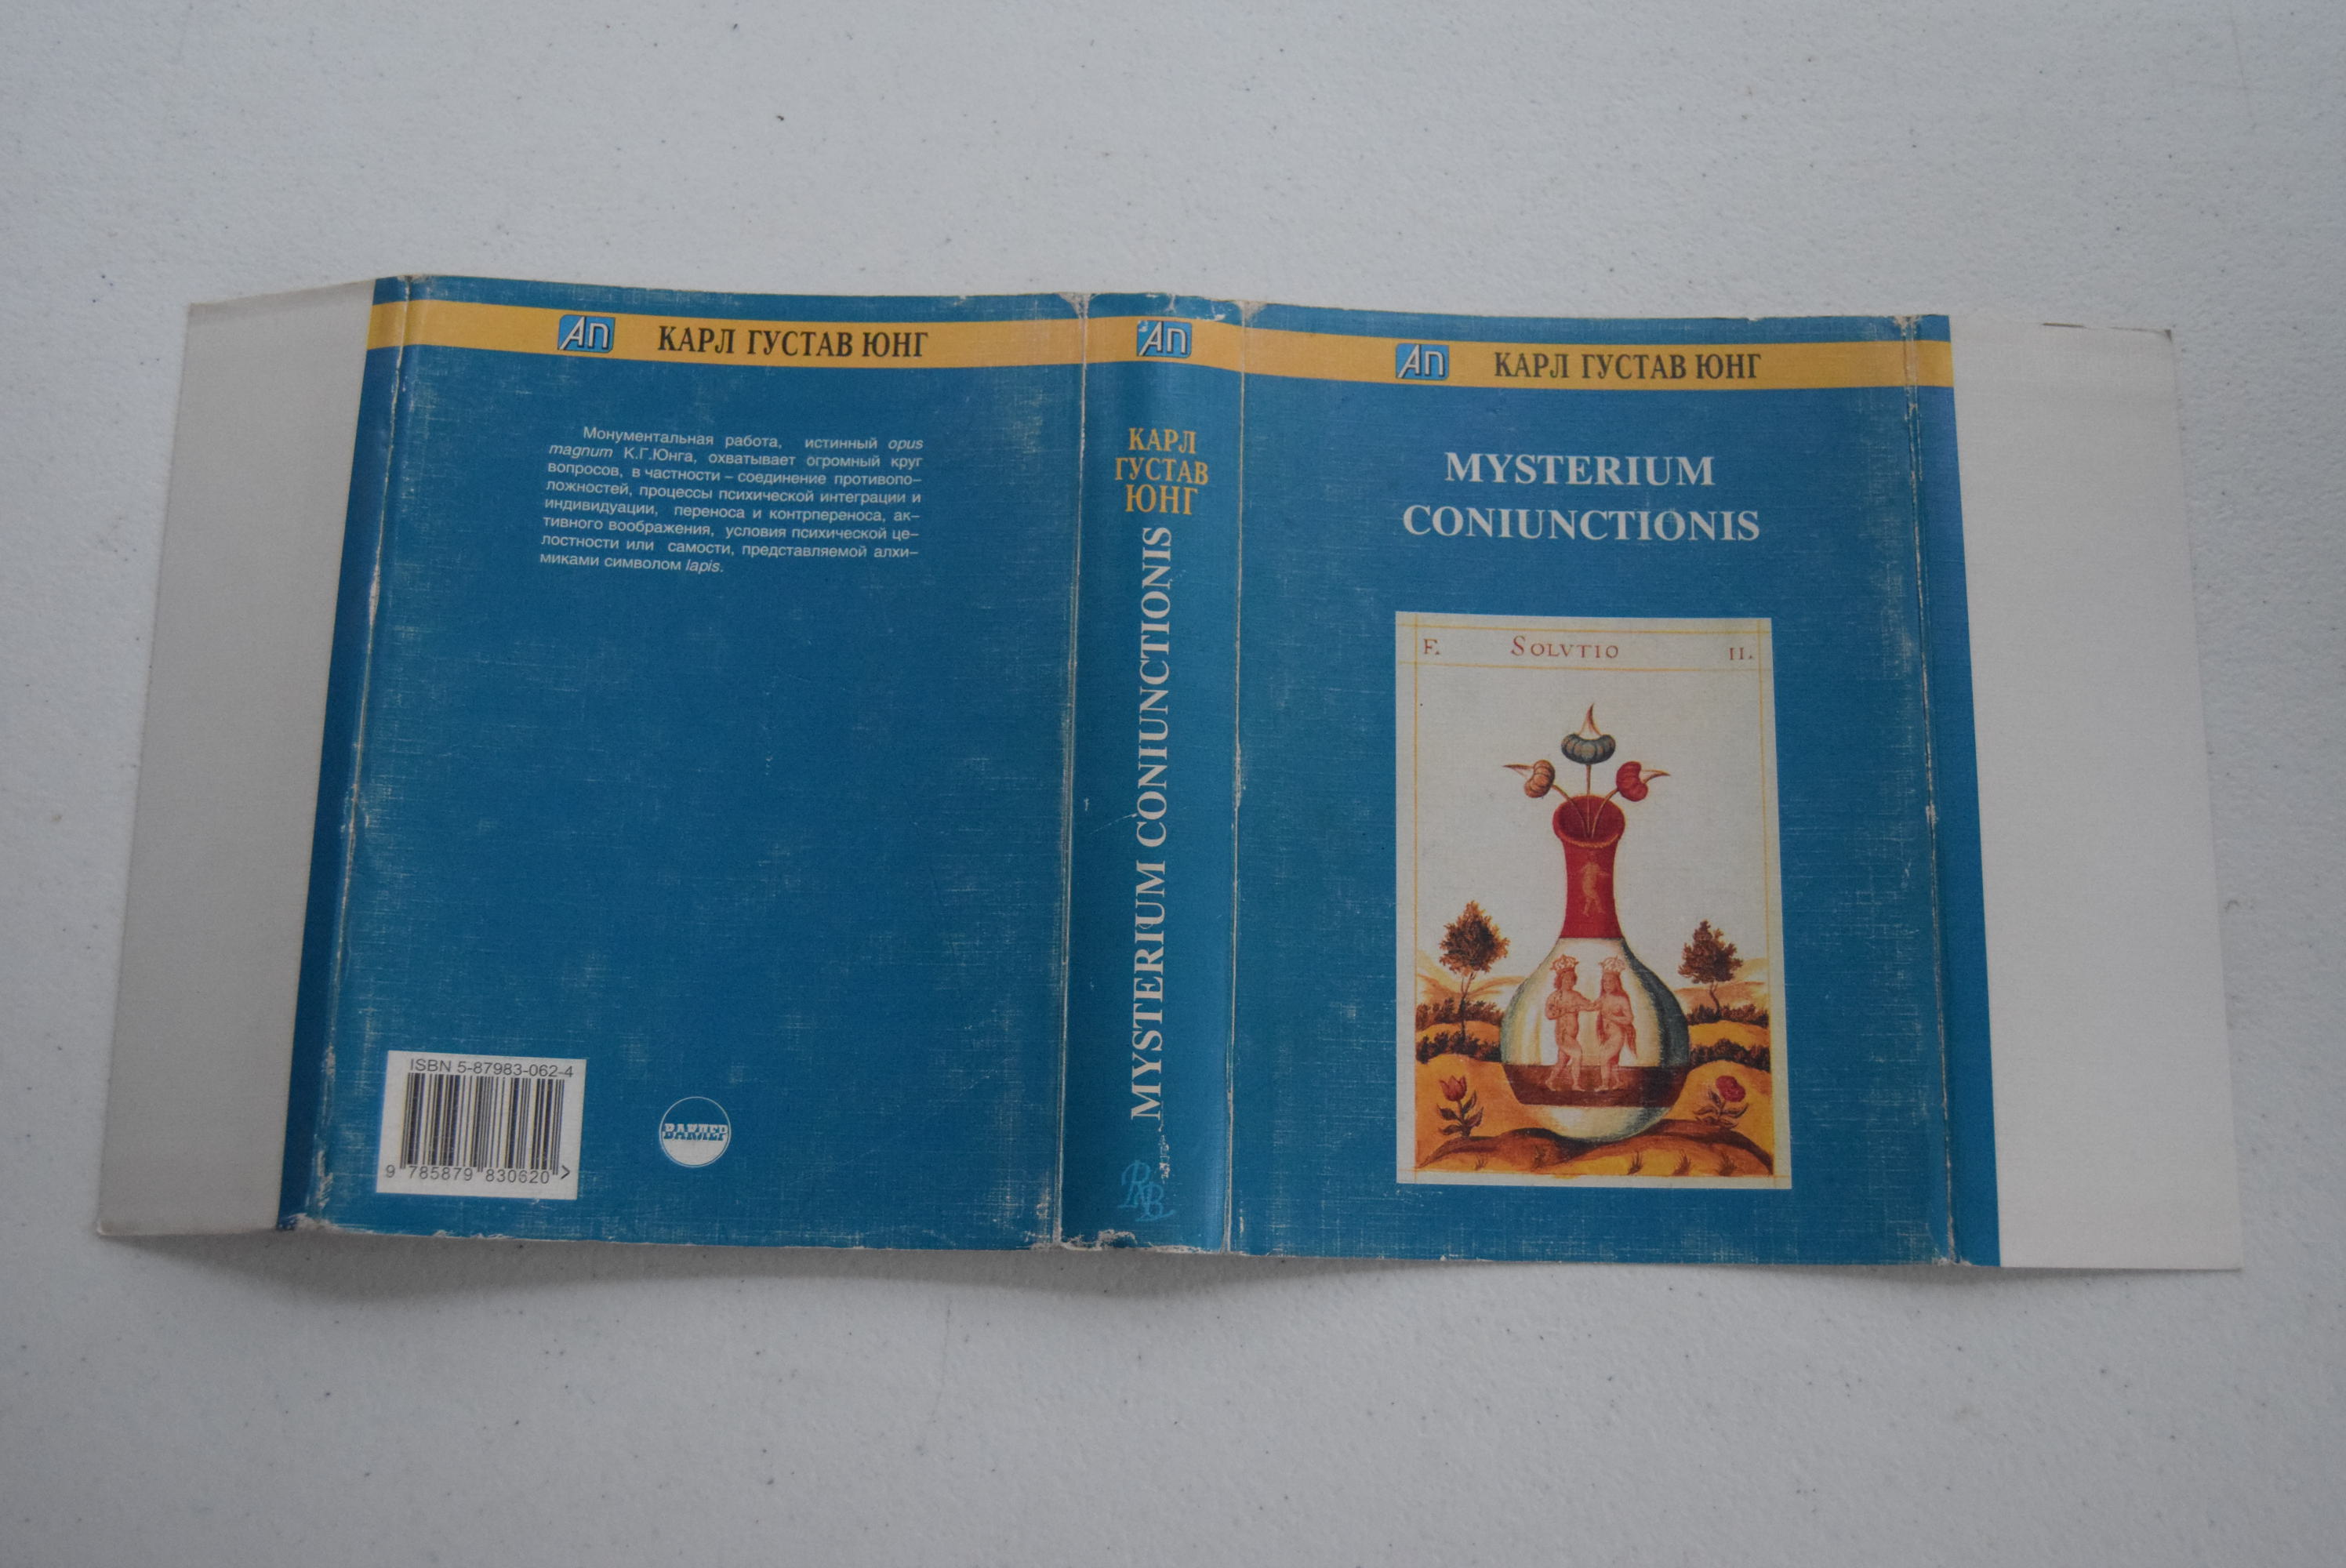 Ап КАРЛ ГУСТАВ ЮНГ
Монументальная работа, истинный opus
magnum К.Г.Юнга, охватывает огромный круг
вопросов, в частности – соединение противопо–
ложностей, процессы психической интеграции и
индивидуации, переноса и контрпереноса, ак–
тивного воображения, условия психической це–
лостности или самости, представляемой алхи–
миками символом lapis.
ISBN 5-87983-062-4
9 785879 830620 >
ВАКЛЕР
Ап
КАРЛ
ГУСТАВ
ЮНГ
MYSTERIUM CONIUNCTIONIS
RB
Ап КАРЛ ГУСТАВ ЮНГ
MYSTERIUM
CONIUNCTIONIS
F. SOLVTIO II.